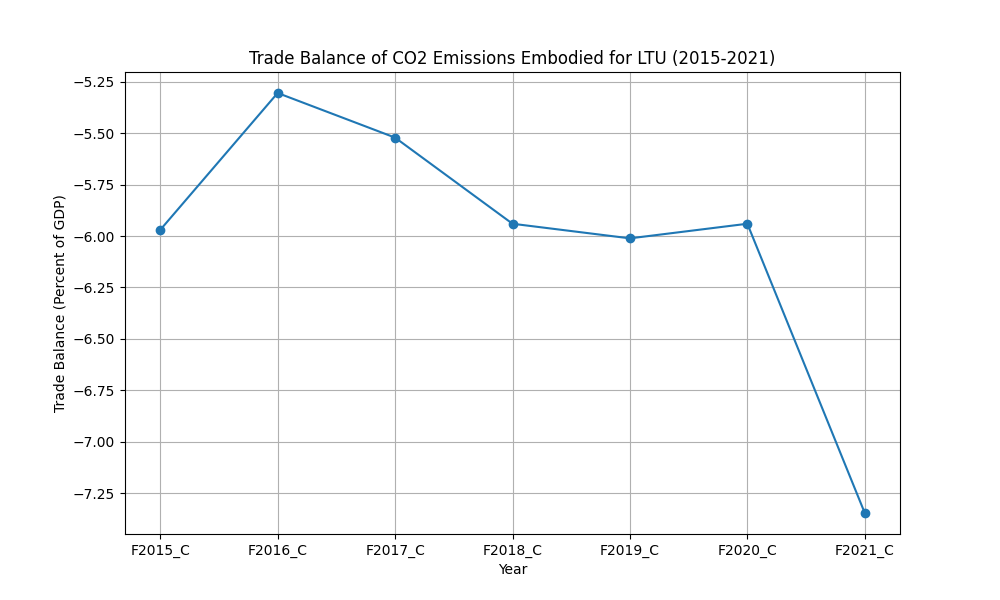 Trade Balance of CO2 Emissions Embodied for LTU (2015-2021)
Trade Balance (Percent of GDP)
−5.25
−5.50
−5.75
−6.00
−6.25
−6.50
−6.75
−7.00
−7.25
F2015_C F2016_C F2017_C F2018_C F2019_C F2020_C F2021_C
Year